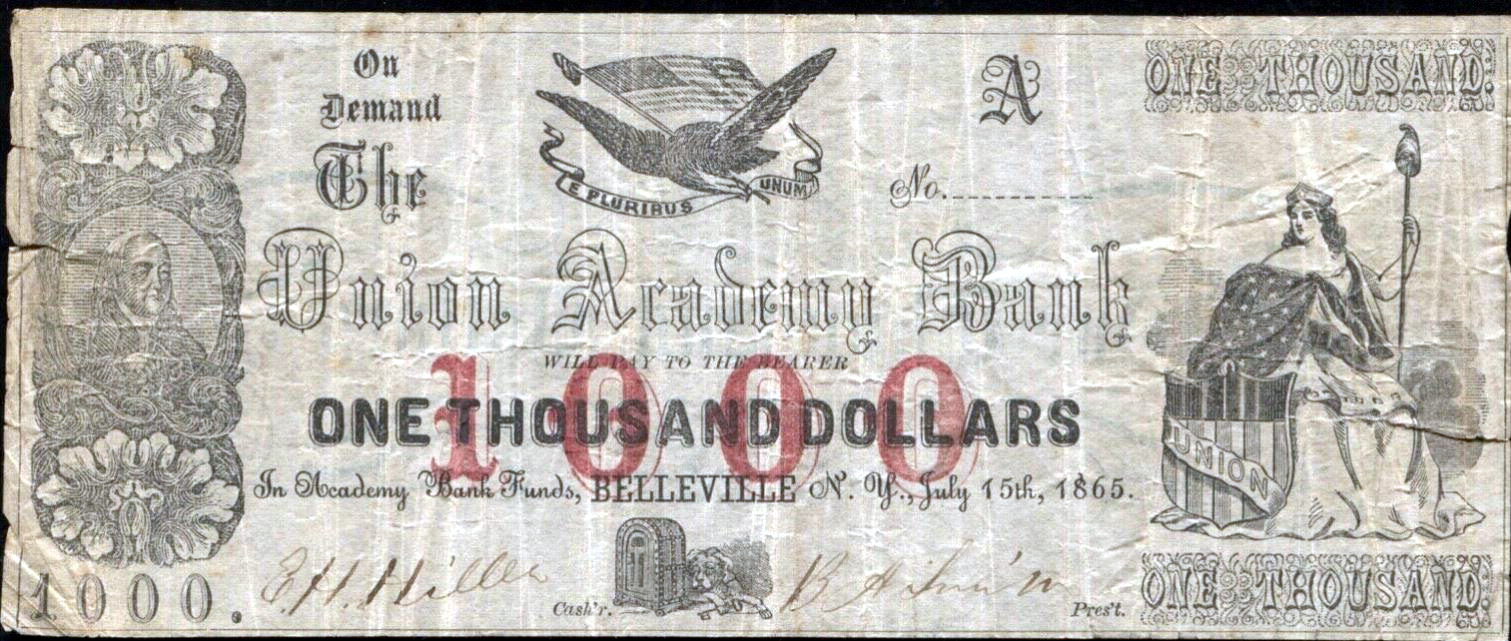 On
Demand
The
E PLURIBUS UNUM
A
No.
ONE THOUSAND.
Union Academy Bank
WILL PAY TO THE BEARER
1000
ONE THOUSAND DOLLARS
In Academy Bank Funds, BELLEVILLE N. Y., July 15th, 1865.
UNION
1000.
E. H. Hiller
Cash'r.
Pres't.
ONE THOUSAND.